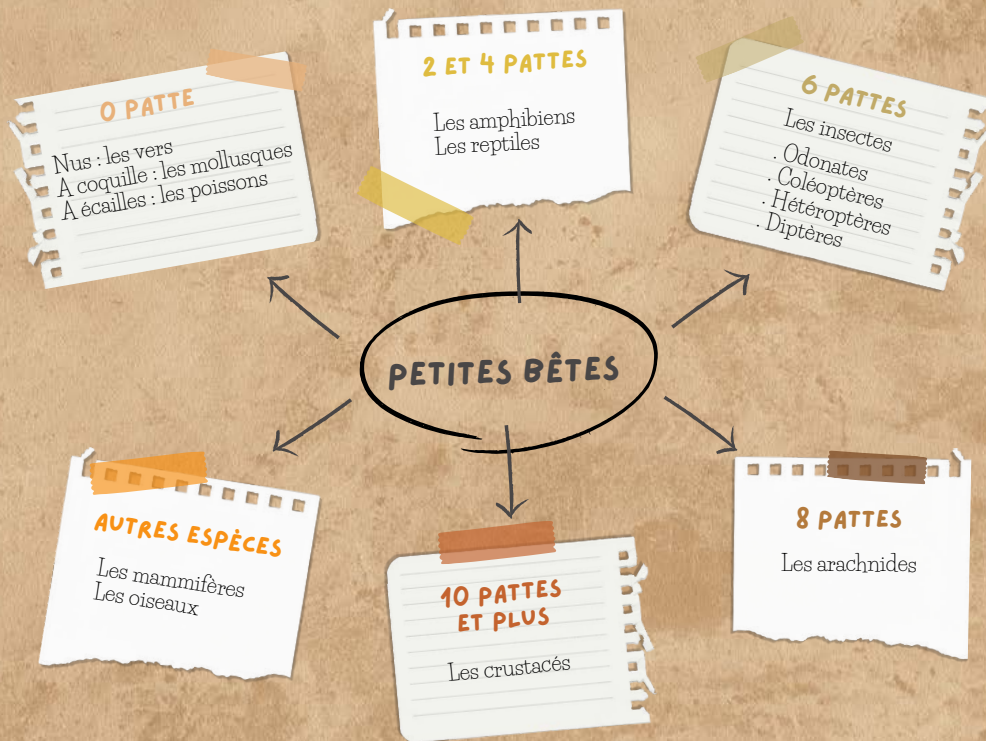 0 PATTE
Nus : les vers
A coquille : les mollusques
A écailles : les poissons
2 ET 4 PATTES
Les amphibiens
Les reptiles
6 PATTES
Les insectes
. Odonates
. Coléoptères
. Hétéroptères
. Diptères
PETITES BÊTES
AUTRES ESPÈCES
Les mammifères
Les oiseaux
10 PATTES
ET PLUS
Les crustacés
8 PATTES
Les arachnides